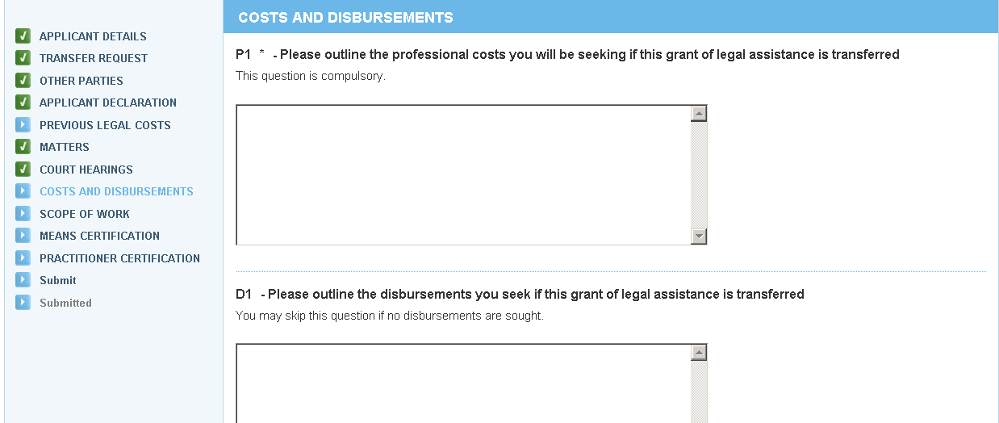 APPLICANT DETAILS
TRANSFER REQUEST
OTHER PARTIES
APPLICANT DECLARATION
PREVIOUS LEGAL COSTS
MATTERS
COURT HEARINGS
COSTS AND DISBURSEMENTS
SCOPE OF WORK
MEANS CERTIFICATION
PRACTITIONER CERTIFICATION
Submit
Submitted
COSTS AND DISBURSEMENTS
P1 * - Please outline the professional costs you will be seeking if this grant of legal assistance is transferred
This question is compulsory.
D1 - Please outline the disbursements you seek if this grant of legal assistance is transferred
You may skip this question if no disbursements are sought.